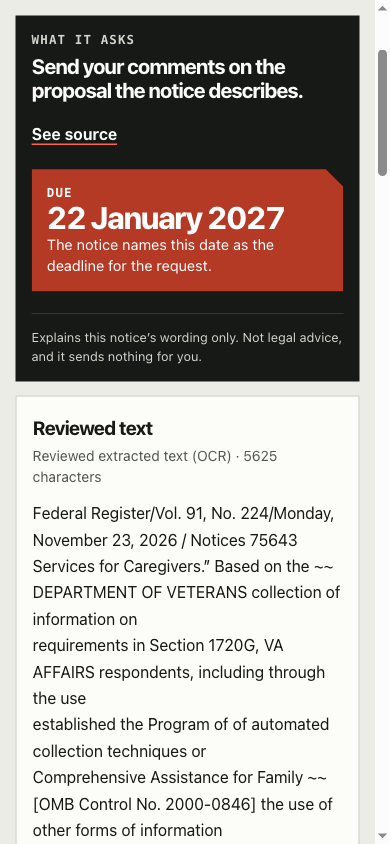 WHAT IT ASKS
Send your comments on the
proposal the notice describes.
See source
DUE
22 January 2027
The notice names this date as the
deadline for the request.
Explains this notice's wording only. Not legal advice,
and it sends nothing for you.
Reviewed text
Reviewed extracted text (OCR) · 5625
characters
Federal Register/Vol. 91, No. 224/Monday,
November 23, 2026 / Notices 75643
Services for Caregivers.” Based on the ~~
DEPARTMENT OF VETERANS collection of
information on
requirements in Section 1720G, VA
AFFAIRS respondents, including through
the use
established the Program of of automated
collection techniques or
Comprehensive Assistance for Family ~~
[OMB Control No. 2000-0846] the use of
other forms of information